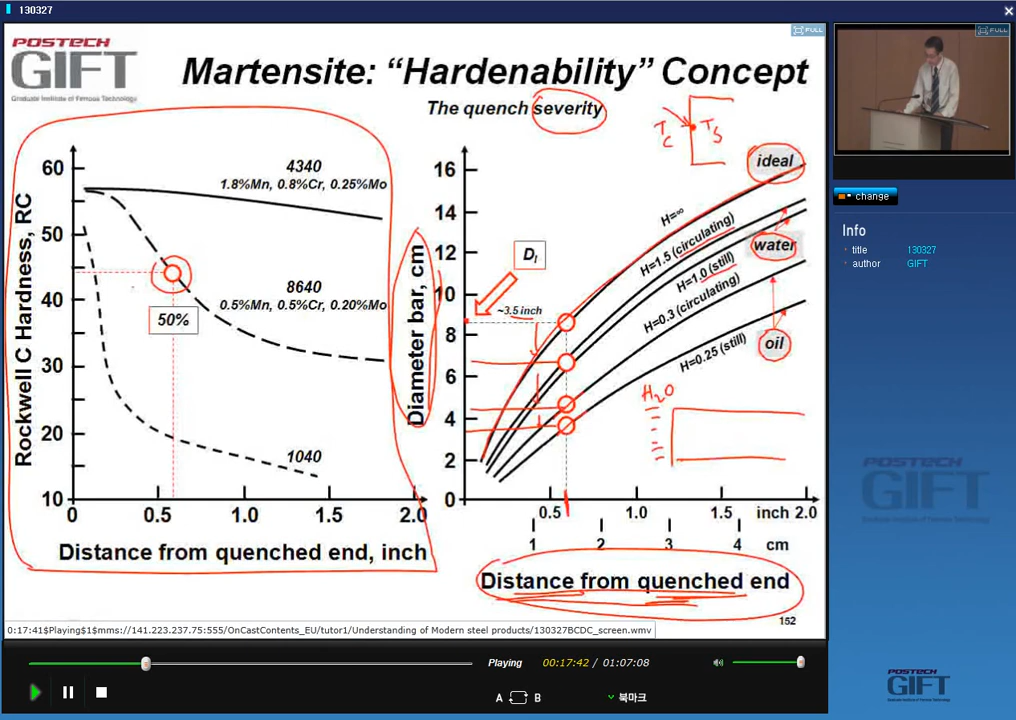 130327
POSTECH
GIFT
Graduate Institute of Ferrous Technology
Martensite: “Hardenability” Concept
The quench severity
FULL
FULL
change
Info
title 130327
author GIFT
Rockwell C Hardness, RC
60
50
40
30
20
10
0
0.5
1.0
1.5
2.0
Distance from quenched end, inch
4340
1.8%Mn, 0.8%Cr, 0.25%Mo
8640
0.5%Mn, 0.5%Cr, 0.20%Mo
50%
1040
Diameter bar, cm
16
14
12
10
8
6
4
2
0
DI
~3.5 inch
Tc
Ts
ideal
H=∞
H=1.5 (circulating)
water
H=1.0 (still)
H=0.3 (circulating)
oil
H=0.25 (still)
H2O
0.5
1.0
1.5
inch 2.0
1
2
3
4
cm
Distance from quenched end
152
POSTECH
GIFT
0:17:41$Playing$1$mms://141.223.237.75:555/OnCastContents_EU/tutor1/Understanding of Modern steel products/130327BCDC_screen.wmv
Playing
00:17:42 / 01:07:08
A
B
북마크
POSTECH
GIFT